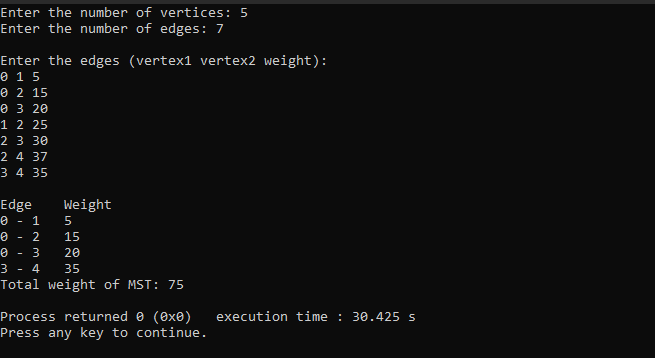 Enter the number of vertices: 5
Enter the number of edges: 7
Enter the edges (vertex1 vertex2 weight):
0 1 5
0 2 15
0 3 20
1 2 25
2 3 30
2 4 37
3 4 35
Edge    Weight
0 - 1   5
0 - 2   15
0 - 3   20
3 - 4   35
Total weight of MST: 75
Process returned 0 (0x0)   execution time : 30.425 s
Press any key to continue.